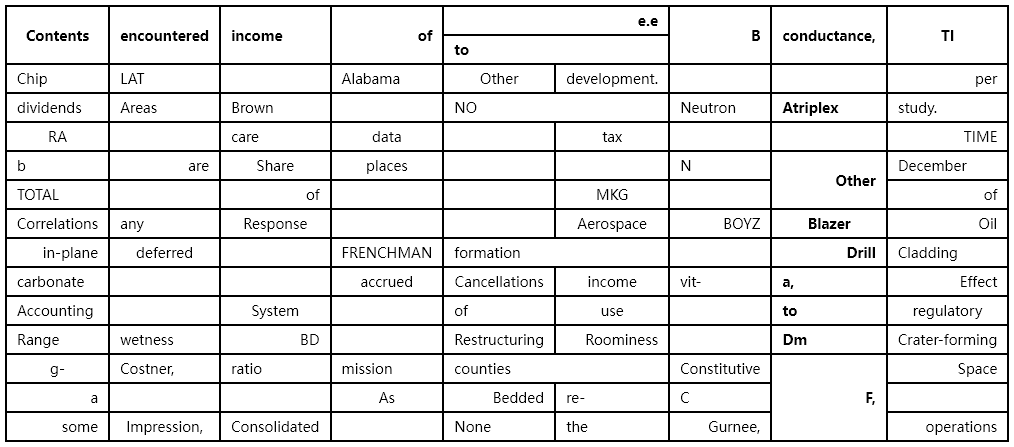 Contents encountered income of e.e B conductance, TI
to
Chip LAT Alabama Other development. per
dividends Areas Brown NO Neutron Atriplex study.
RA care data tax TIME
b are Share places N Other December
TOTAL of MKG of
Correlations any Response Aerospace BOYZ Blazer Oil
in-plane deferred FRENCHMAN formation Drill Cladding
carbonate accrued Cancellations income vit- a, Effect
Accounting System of use to regulatory
Range wetness BD Restructuring Roominess Dm Crater-forming
g- Costner, ratio mission counties Constitutive F, Space
a As Bedded re- C
some Impression, Consolidated None the Gurnee, operations